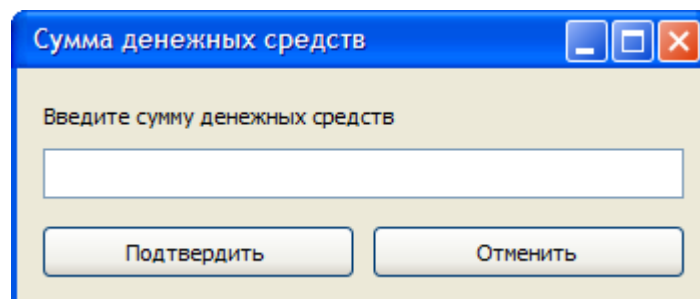 Сумма денежных средств
Введите сумму денежных средств
Подтвердить Отменить